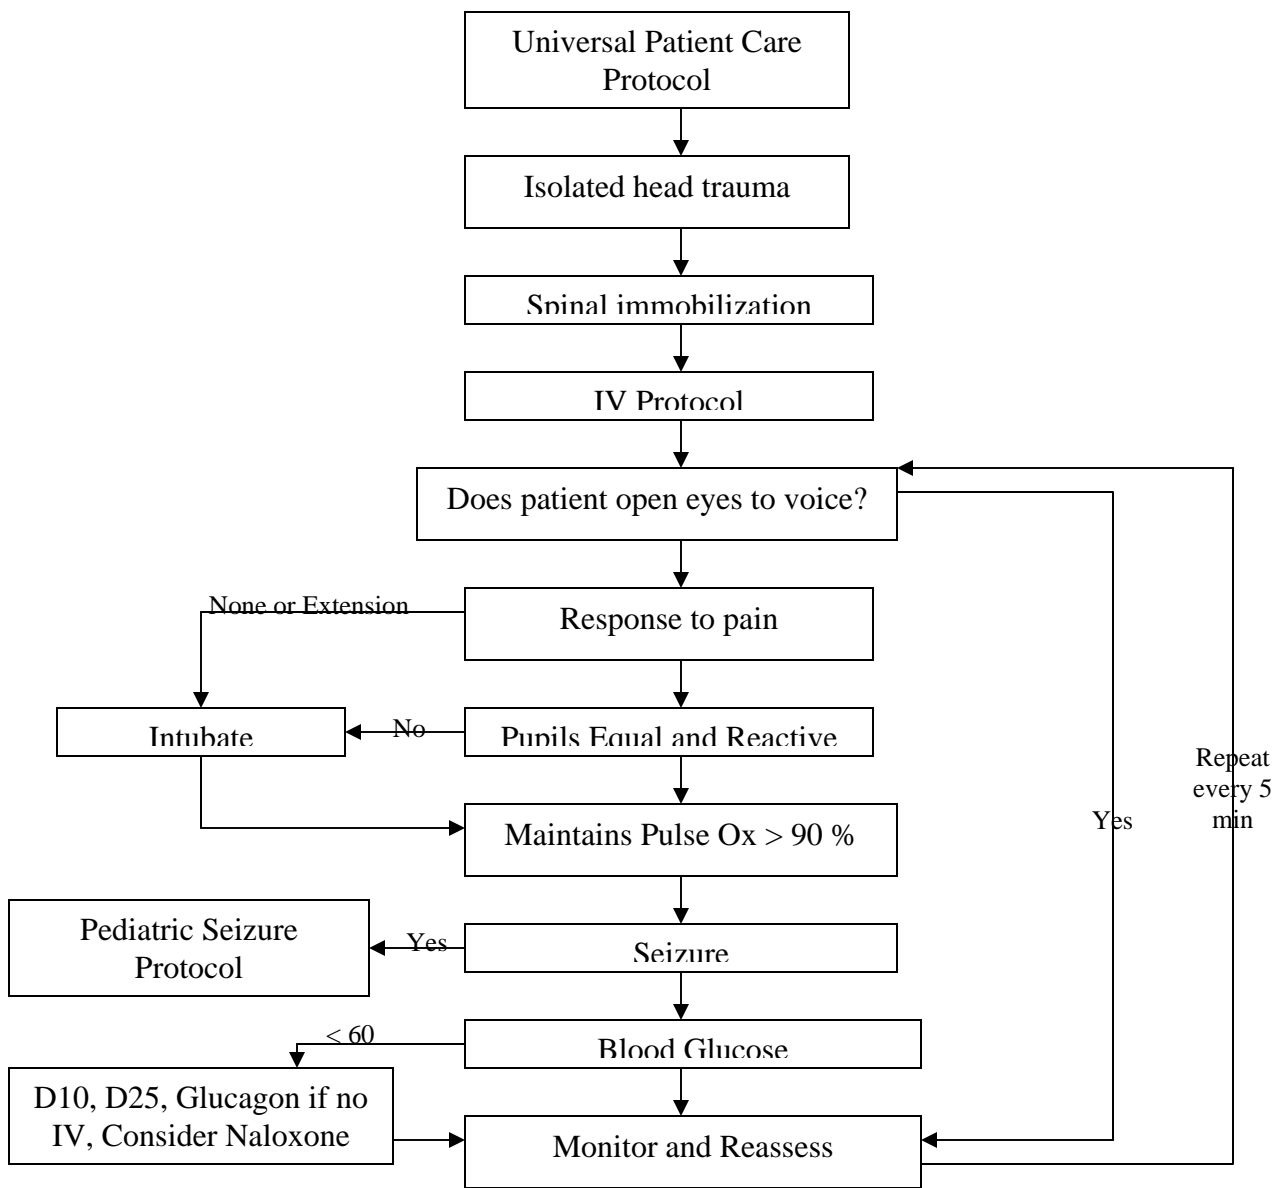 Universal Patient Care
Protocol
Isolated head trauma
Spinal immobilization
IV Protocol
Does patient open eyes to voice?
None or Extension
Response to pain
Intubate
No
Pupils Equal and Reactive
Repeat
every 5
min
Yes
Maintains Pulse Ox > 90 %
Pediatric Seizure
Protocol
Yes
Seizure
< 60
Blood Glucose
D10, D25, Glucagon if no
IV, Consider Naloxone
Monitor and Reassess